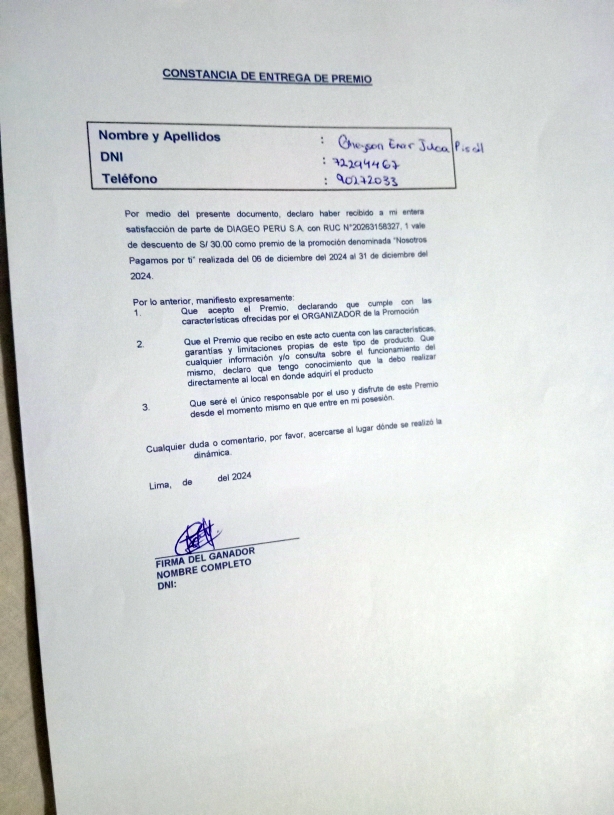 CONSTANCIA DE ENTREGA DE PREMIO
Nombre y Apellidos : Cheyson Ener Julca Piscil
DNI : 72294467
Teléfono : 90272033
Por medio del presente documento, declaro haber recibido a mi entera
satisfacción de parte de DIAGEO PERU S.A. con RUC N°20263158327, 1 vale
de descuento de S/ 30.00 como premio de la promoción denominada "Nosotros
Pagamos por ti" realizada del 06 de diciembre del 2024 al 31 de diciembre del
2024.
Por lo anterior, manifiesto expresamente:
1. Que acepto el Premio, declarando que cumple con las
características ofrecidas por el ORGANIZADOR de la Promoción
2. Que el Premio que recibo en este acto cuenta con las características,
garantías y limitaciones propias de este tipo de producto. Que
cualquier información y/o consulta sobre el funcionamiento del
mismo, declaro que tengo conocimiento que la debo realizar
directamente al local en donde adquirí el producto
3. Que seré el único responsable por el uso y disfrute de este Premio
desde el momento mismo en que entre en mi posesión.
Cualquier duda o comentario, por favor, acercarse al lugar dónde se realizó la
dinámica.
Lima, de del 2024
FIRMA DEL GANADOR
NOMBRE COMPLETO
DNI: